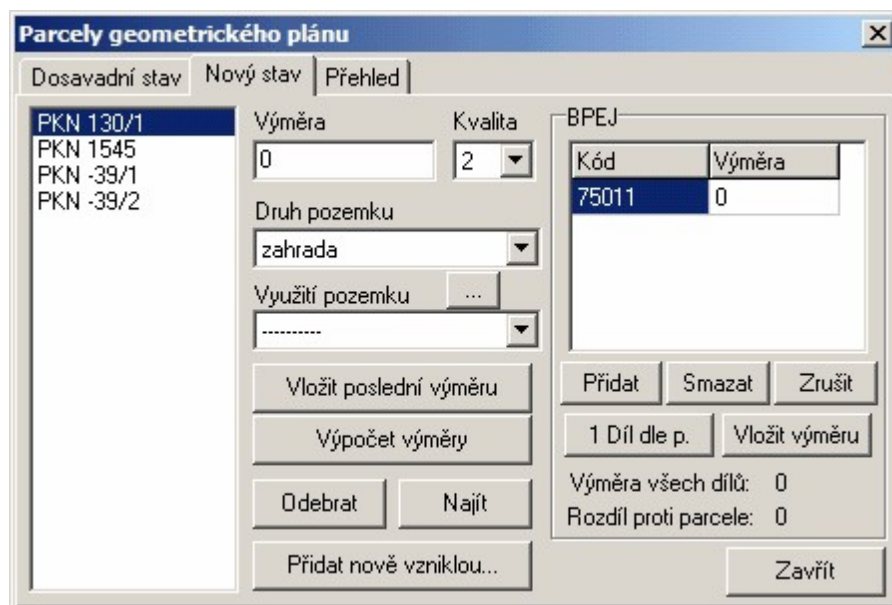 Parcely geometrického plánu
Dosavadní stav
Nový stav
Přehled
PKN 130/1
PKN 1545
PKN -39/1
PKN -39/2
Výměra
Kvalita
0
2
Druh pozemku
zahrada
Využití pozemku
...
----------
Vložit poslední výměru
Výpočet výměry
Odebrat
Najít
Přidat nově vzniklou...
BPEJ
Kód
Výměra
75011
0
Přidat
Smazat
Zrušit
1 Díl dle p.
Vložit výměru
Výměra všech dílů: 0
Rozdíl proti parcele: 0
Zavřít